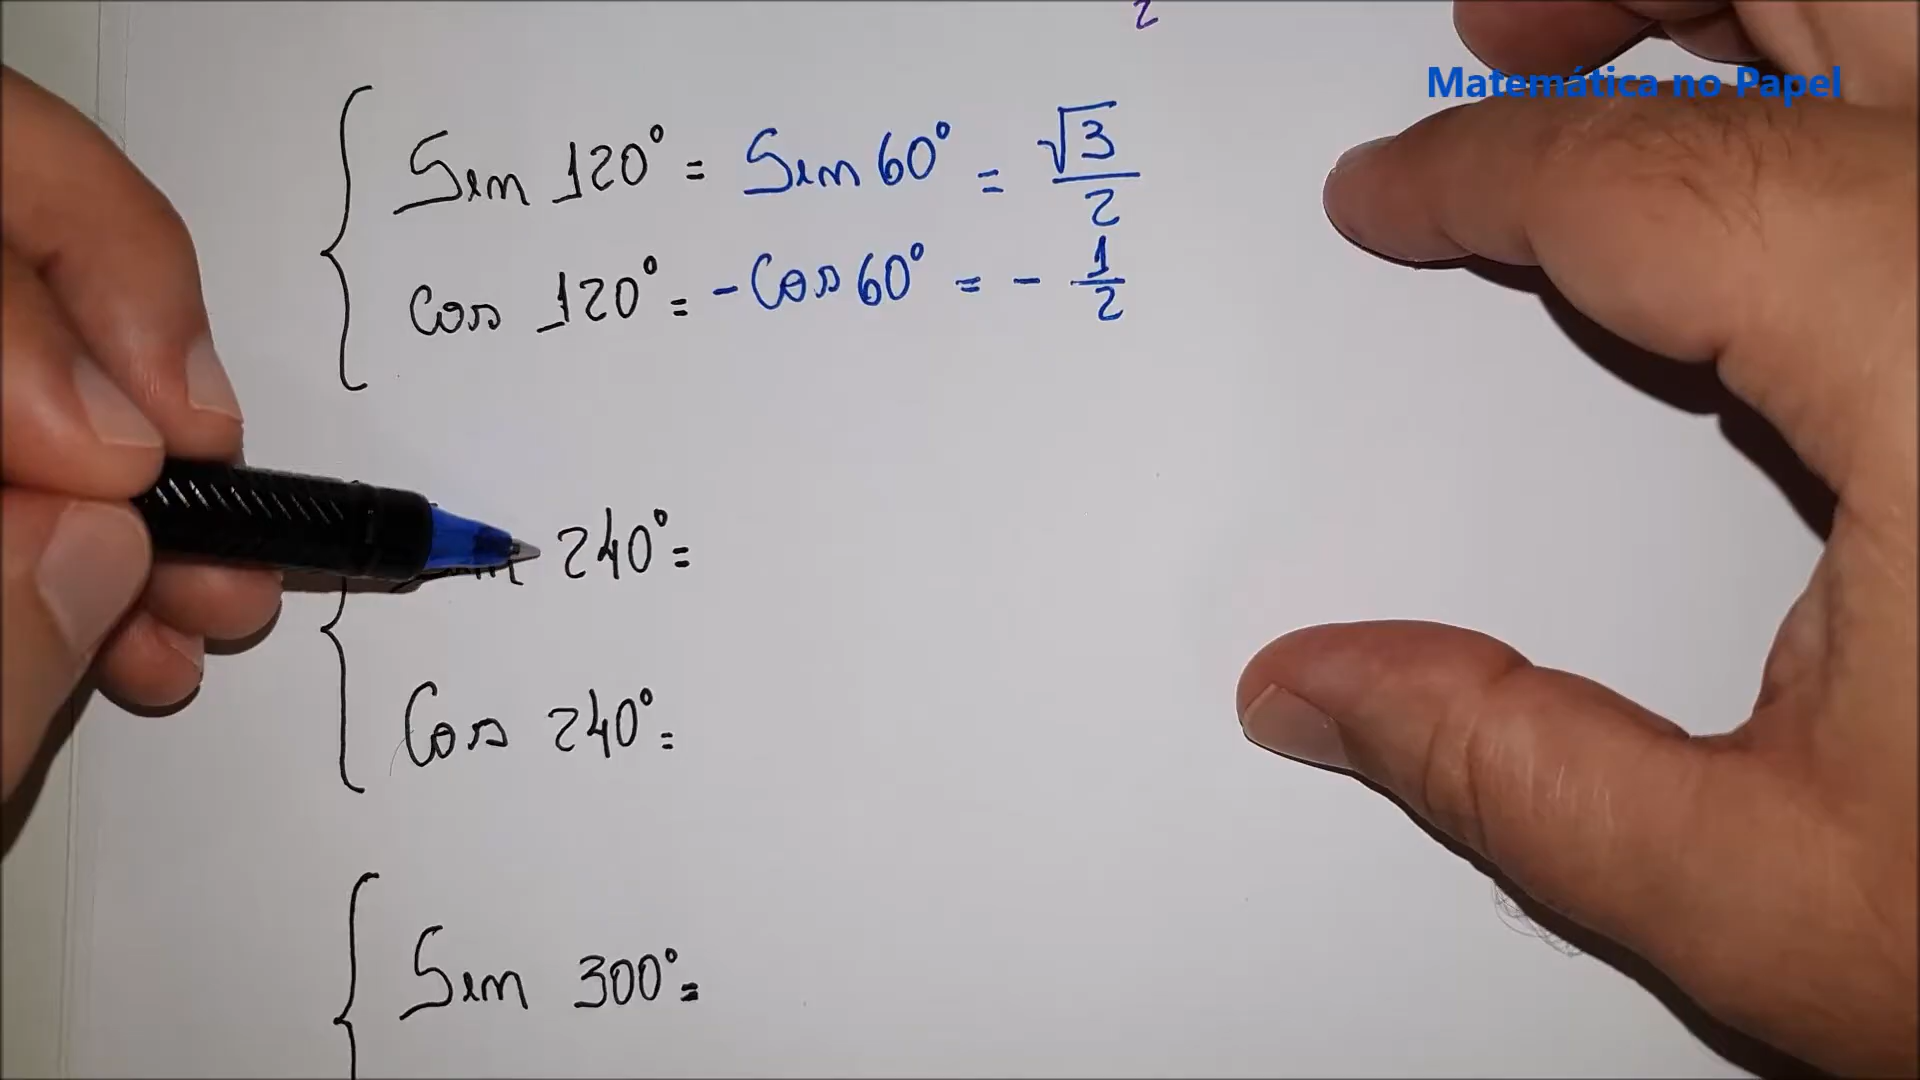 2
Matemática no Papel
Sen 120° = Sen 60° = √3/2
Cos 120° = -Cos 60° = - 1/2
240° =
Cos 240° =
Sen 300° =